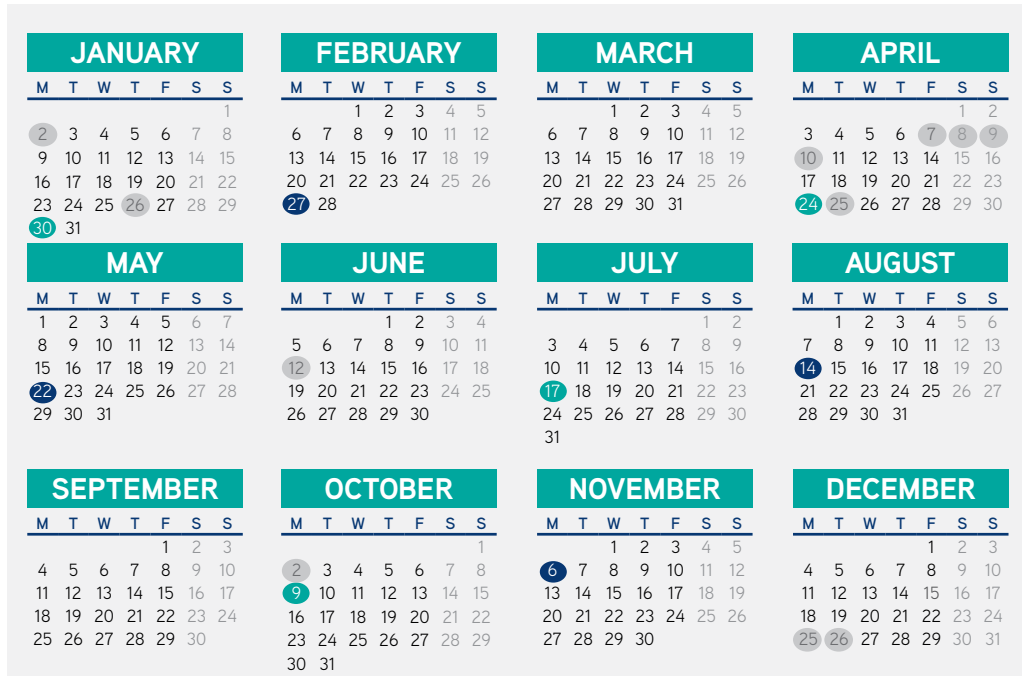 JANUARY
M T W T F S S
1
2 3 4 5 6 7 8
9 10 11 12 13 14 15
16 17 18 19 20 21 22
23 24 25 26 27 28 29
30 31
FEBRUARY
M T W T F S S
1 2 3 4 5
6 7 8 9 10 11 12
13 14 15 16 17 18 19
20 21 22 23 24 25 26
27 28
MARCH
M T W T F S S
1 2 3 4 5
6 7 8 9 10 11 12
13 14 15 16 17 18 19
20 21 22 23 24 25 26
27 28 29 30 31
APRIL
M T W T F S S
1 2
3 4 5 6 7 8 9
10 11 12 13 14 15 16
17 18 19 20 21 22 23
24 25 26 27 28 29 30
MAY
M T W T F S S
1 2 3 4 5 6 7
8 9 10 11 12 13 14
15 16 17 18 19 20 21
22 23 24 25 26 27 28
29 30 31
JUNE
M T W T F S S
1 2 3 4
5 6 7 8 9 10 11
12 13 14 15 16 17 18
19 20 21 22 23 24 25
26 27 28 29 30
JULY
M T W T F S S
1 2
3 4 5 6 7 8 9
10 11 12 13 14 15 16
17 18 19 20 21 22 23
24 25 26 27 28 29 30
31
AUGUST
M T W T F S S
1 2 3 4 5 6
7 8 9 10 11 12 13
14 15 16 17 18 19 20
21 22 23 24 25 26 27
28 29 30 31
SEPTEMBER
M T W T F S S
1 2 3
4 5 6 7 8 9 10
11 12 13 14 15 16 17
18 19 20 21 22 23 24
25 26 27 28 29 30
OCTOBER
M T W T F S S
1
2 3 4 5 6 7 8
9 10 11 12 13 14 15
16 17 18 19 20 21 22
23 24 25 26 27 28 29
30 31
NOVEMBER
M T W T F S S
1 2 3 4 5
6 7 8 9 10 11 12
13 14 15 16 17 18 19
20 21 22 23 24 25 26
27 28 29 30
DECEMBER
M T W T F S S
1 2 3
4 5 6 7 8 9 10
11 12 13 14 15 16 17
18 19 20 21 22 23 24
25 26 27 28 29 30 31